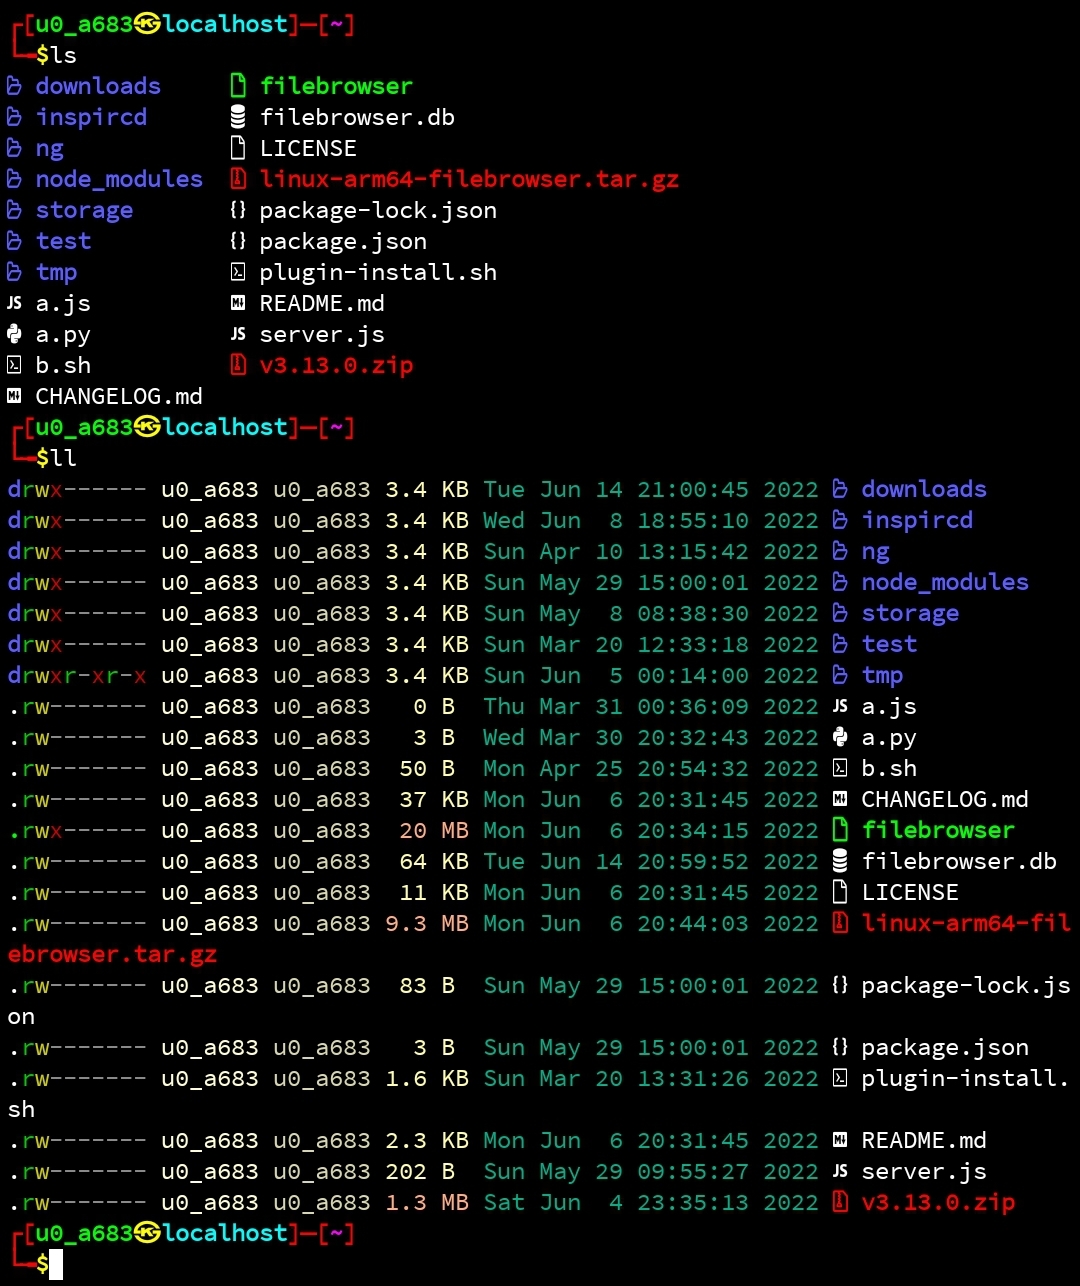 ┌[u0_a683㉿localhost]─[~]
└─$ls
downloads filebrowser
inspircd filebrowser.db
ng LICENSE
node_modules linux-arm64-filebrowser.tar.gz
storage {} package-lock.json
test {} package.json
tmp plugin-install.sh
JS a.js README.md
a.py JS server.js
b.sh v3.13.0.zip
CHANGELOG.md
┌[u0_a683㉿localhost]─[~]
└─$ll
drwx------ u0_a683 u0_a683 3.4 KB Tue Jun 14 21:00:45 2022 downloads
drwx------ u0_a683 u0_a683 3.4 KB Wed Jun  8 18:55:10 2022 inspircd
drwx------ u0_a683 u0_a683 3.4 KB Sun Apr 10 13:15:42 2022 ng
drwx------ u0_a683 u0_a683 3.4 KB Sun May 29 15:00:01 2022 node_modules
drwx------ u0_a683 u0_a683 3.4 KB Sun May  8 08:38:30 2022 storage
drwx------ u0_a683 u0_a683 3.4 KB Sun Mar 20 12:33:18 2022 test
drwxr-xr-x u0_a683 u0_a683 3.4 KB Sun Jun  5 00:14:00 2022 tmp
.rw------- u0_a683 u0_a683   0 B  Thu Mar 31 00:36:09 2022 JS a.js
.rw------- u0_a683 u0_a683   3 B  Wed Mar 30 20:32:43 2022 a.py
.rw------- u0_a683 u0_a683  50 B  Mon Apr 25 20:54:32 2022 b.sh
.rw------- u0_a683 u0_a683  37 KB Mon Jun  6 20:31:45 2022 CHANGELOG.md
.rwx------ u0_a683 u0_a683  20 MB Mon Jun  6 20:34:15 2022 filebrowser
.rw------- u0_a683 u0_a683  64 KB Tue Jun 14 20:59:52 2022 filebrowser.db
.rw------- u0_a683 u0_a683  11 KB Mon Jun  6 20:31:45 2022 LICENSE
.rw------- u0_a683 u0_a683 9.3 MB Mon Jun  6 20:44:03 2022 linux-arm64-fil
ebrowser.tar.gz
.rw------- u0_a683 u0_a683  83 B  Sun May 29 15:00:01 2022 {} package-lock.js
on
.rw------- u0_a683 u0_a683   3 B  Sun May 29 15:00:01 2022 {} package.json
.rw------- u0_a683 u0_a683 1.6 KB Sun Mar 20 13:31:26 2022 plugin-install.
sh
.rw------- u0_a683 u0_a683 2.3 KB Mon Jun  6 20:31:45 2022 README.md
.rw------- u0_a683 u0_a683 202 B  Sun May 29 09:55:27 2022 JS server.js
.rw------- u0_a683 u0_a683 1.3 MB Sat Jun  4 23:35:13 2022 v3.13.0.zip
┌[u0_a683㉿localhost]─[~]
└─$